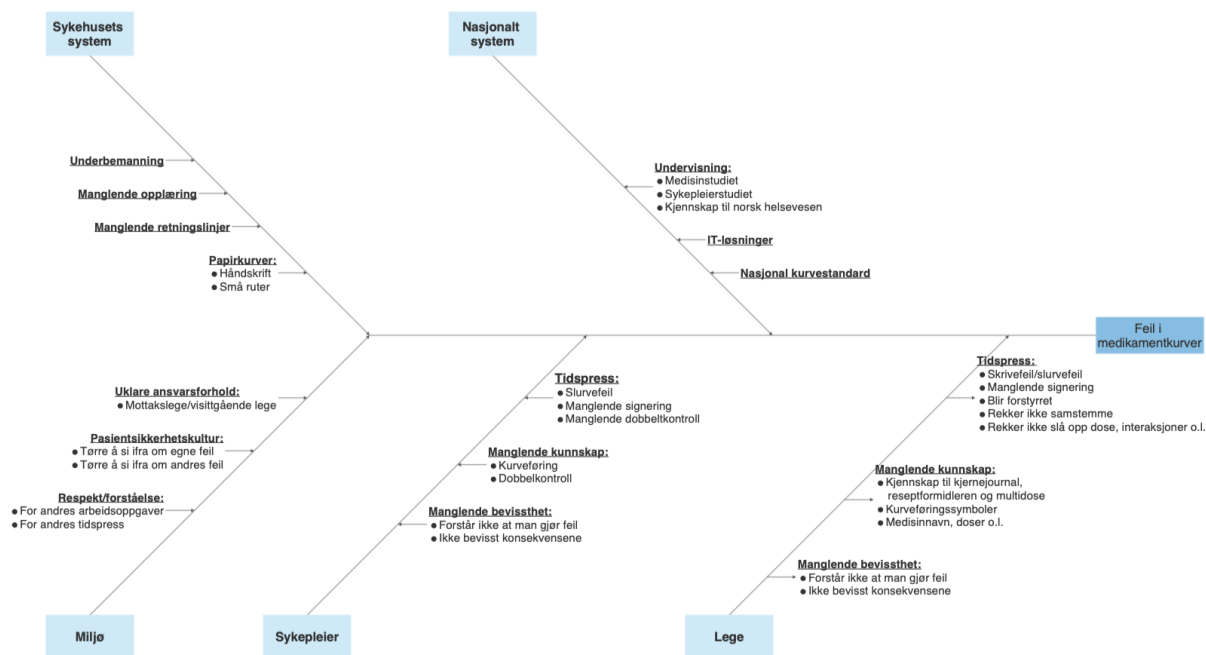 Sykehusets
system
Nasjonalt
system
Underbemanning
Manglende opplæring
Manglende retningslinjer
Papirkurver:
● Håndskrift
● Små ruter
Undervisning:
● Medisinstudiet
● Sykepleierstudiet
● Kjennskap til norsk helsevesen
IT-løsninger
Nasjonal kurvestandard
Feil i
medikamentkurver
Uklare ansvarsforhold:
● Mottakslege/visittgående lege
Pasientsikkerhetskultur:
● Tørre å si ifra om egne feil
● Tørre å si ifra om andres feil
Respekt/forståelse:
● For andres arbeidsoppgaver
● For andres tidspress
Miljø
Tidspress:
● Slurvefeil
● Manglende signering
● Manglende dobbeltkontroll
Manglende kunnskap:
● Kurveføring
● Dobbelkontroll
Manglende bevissthet:
● Forstår ikke at man gjør feil
● Ikke bevisst konsekvensene
Sykepleier
Tidspress:
● Skrivefeil/slurvefeil
● Manglende signering
● Blir forstyrret
● Rekker ikke samstemme
● Rekker ikke slå opp dose, interaksjoner o.l.
Manglende kunnskap:
● Kjennskap til kjernejournal,
reseptformidleren og multidose
● Kurveføringssymboler
● Medisinnavn, doser o.l.
Manglende bevissthet:
● Forstår ikke at man gjør feil
● Ikke bevisst konsekvensene
Lege